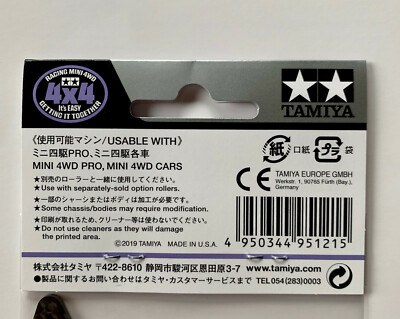 RACING MINI 4WD
4x4
It's EASY
GETTING IT TOGETHER
TAMIYA
《使用可能マシン/USABLE WITH》
ミニ四駆PRO、ミニ四駆各車
MINI 4WD PRO, MINI 4WD CARS
★別売のローラーと一緒に使用してください。
★Use with separately-sold option rollers.
★一部のシャーシまたはボディは加工が必要です。
★Some chassis/bodies may require modification.
★印刷が取れるため、クリーナー等は使わないでください。
★Do not use cleaners as they will damage
the printed area.
©2019 TAMIYA MADE IN U.S.A.
紙 口紙 プラ 袋
CE TAMIYA EUROPE GMBH
Werkstr. 1, 90765 Fürth (Bay.),
Germany
4 950344 951215
株式会社タミヤ 〒422-8610 静岡市駿河区恩田原3-7 www.tamiya.com
●製品に関するお問い合わせはタミヤ・カスタマーサービスまで TEL054(283)0003